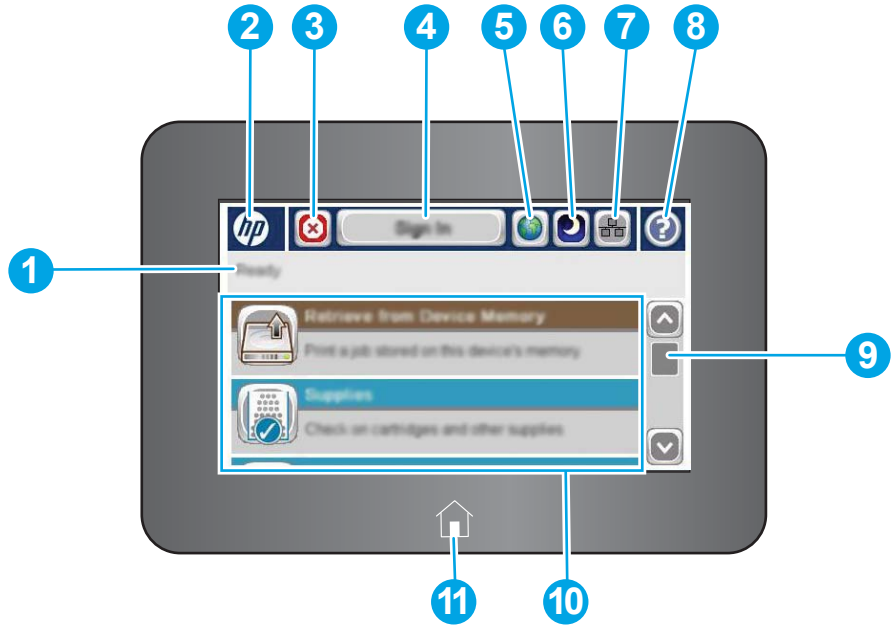 2 3 4 5 6 7 8
hp
Sign In
1
Ready
Retrieve from Device Memory
Print a job stored on this device's memory
9
Supplies
Check on cartridges and other supplies
11 10